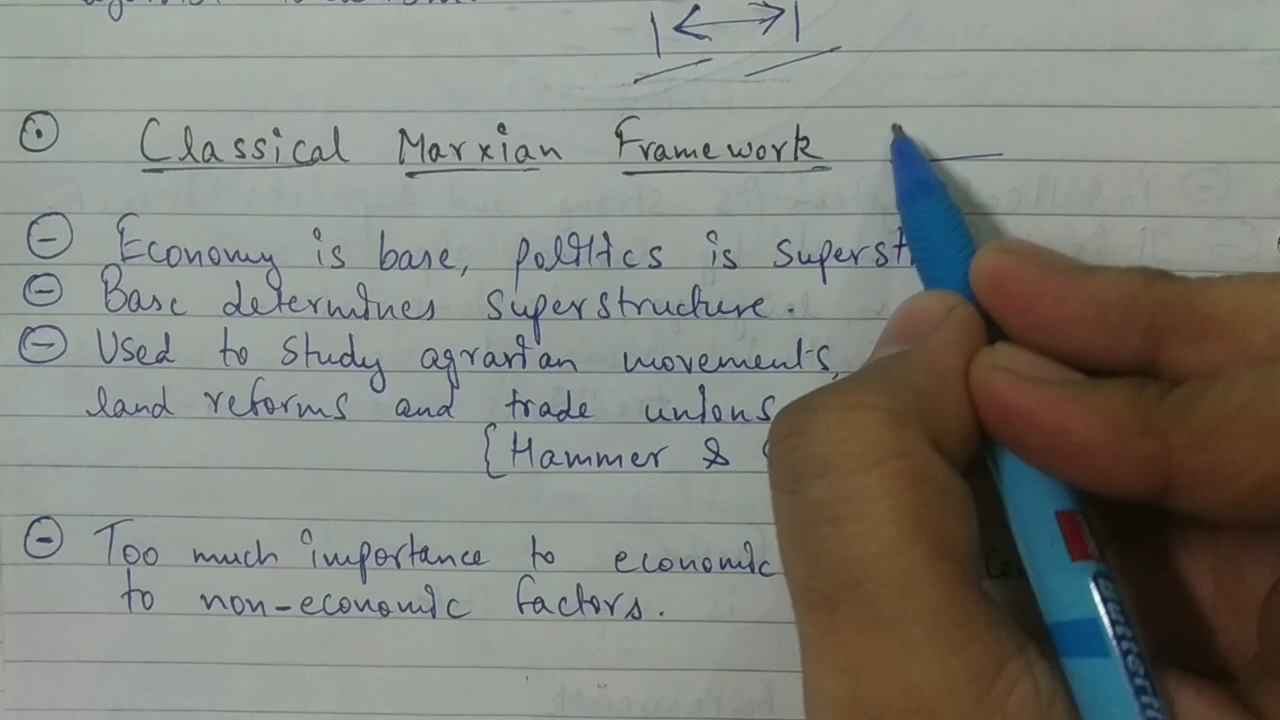 ⊙ Classical Marxian Framework
⊖ Economy is base, politics is superst
⊖ Base determines superstructure.
⊖ Used to study agrarian movements,
land reforms and trade unions
{Hammer &
⊖ Too much importance to economic
to non-economic factors.